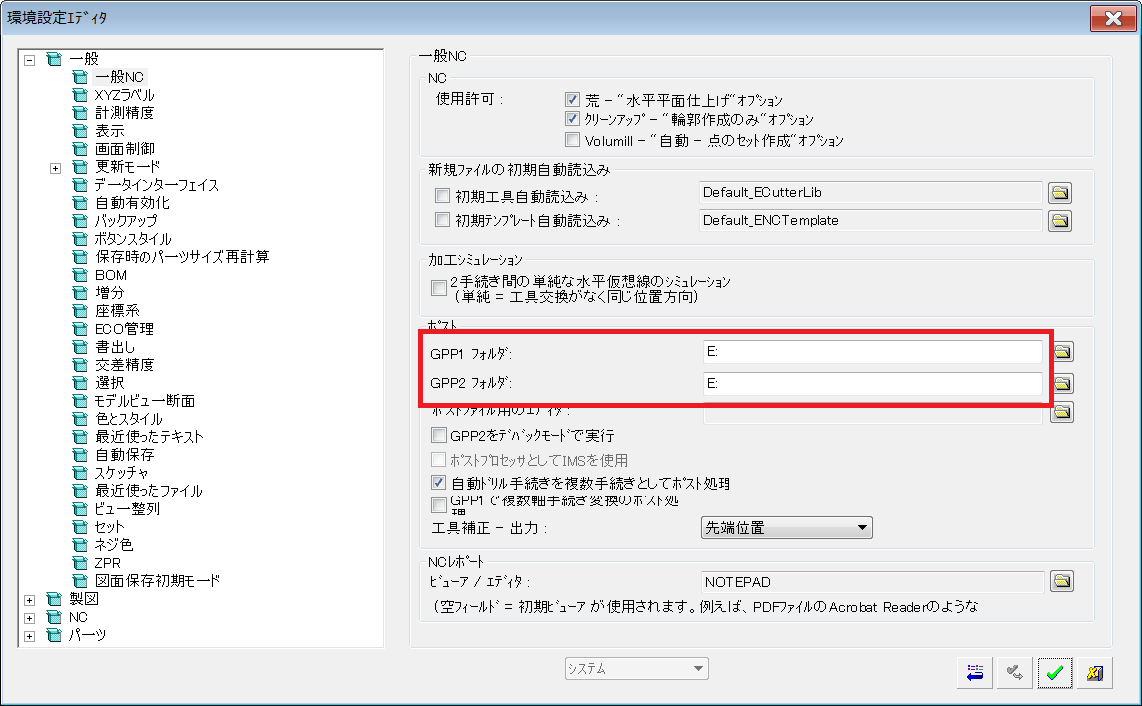 環境設定ｴﾃﾞｨﾀ
一般
一般NC
XYZラベル
計測精度
表示
画面制御
更新モード
データインターフェイス
自動有効化
バックアップ
ボタンスタイル
保存時のパーツサイズ再計算
BOM
増分
座標系
ECO管理
書出し
交差精度
選択
モデルビュー断面
色とスタイル
最近使ったテキスト
自動保存
スケッチャ
最近使ったファイル
ビュー整列
セット
ネジ色
ZPR
図面保存初期モード
製図
NC
パーツ
一般NC
NC
使用許可 :
荒 – “水平平面仕上げ“ｵﾌﾟｼｮﾝ
ｸﾘｰﾝｱｯﾌﾟ – “輪郭作成のみ“ｵﾌﾟｼｮﾝ
Volumill – “自動 – 点のセット作成“ｵﾌﾟｼｮﾝ
新規ファイルの初期自動読込み
初期工具自動読込み :
Default_ECutterLib
初期ﾃﾝﾌﾟﾚｰﾄ自動読込み :
Default_ENCTemplate
加工ｼﾐｭﾚｰｼｮﾝ
2手続き間の単純な水平仮想線のｼﾐｭﾚｰｼｮﾝ
（単純 = 工具交換がなく同じ位置方向）
ﾎﾟｽﾄ
GPP1 ﾌｫﾙﾀﾞ:
E:
GPP2 ﾌｫﾙﾀﾞ:
E:
ﾎﾟｽﾄﾌｧｲﾙ用のｴﾃﾞｨﾀ :
GPP2をﾃﾞﾊﾞｯｸﾓｰﾄﾞで実行
ﾎﾟｽﾄﾌﾟﾛｾｯｻとしてIMSを使用
自動ﾄﾞﾘﾙ手続きを複数手続きとしてﾎﾟｽﾄ処理
GPP1で複数軸手続き変換のﾎﾟｽﾄ処
理
工具補正 – 出力 :
先端位置
NCﾚﾎﾟｰﾄ
ﾋﾞｭｰｱ / ｴﾃﾞｨﾀ :
NOTEPAD
（空ﾌｨｰﾙﾄﾞ = 初期ﾋﾞｭｰｱ が使用されます。例えば、PDFﾌｧｲﾙのAcrobat Readerのような
システム